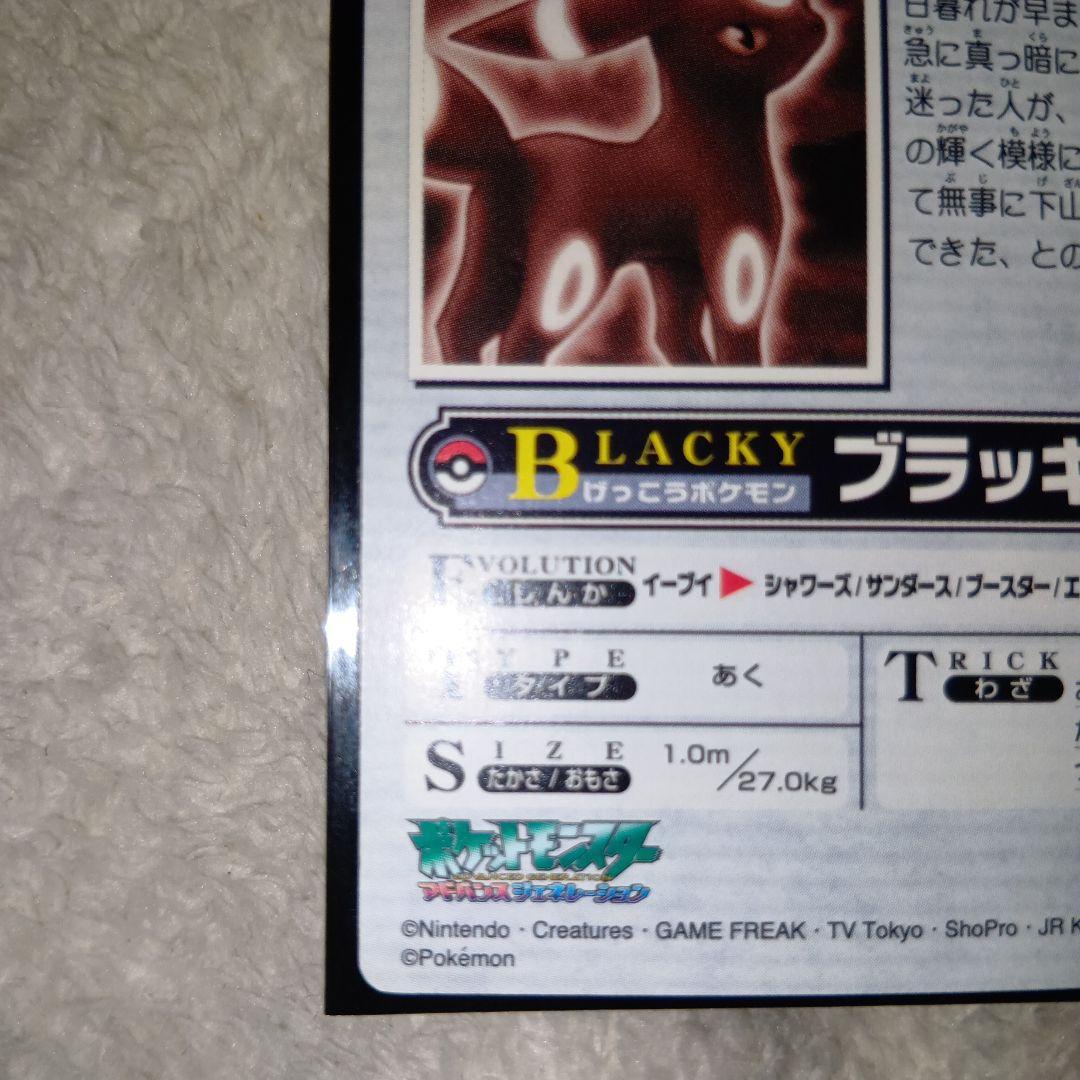 日暮れが早ま
急に真っ暗に
迷った人が、
の輝く模様に
て無事に下山
できた、との
BLACKY ブラッキ
げっこうポケモン
EVOLUTION
しんか イーブイ ▶ シャワーズ/サンダース/ブースター/エ
TYPE
タイプ あく
TRICK
わざ
SIZE
たかさ/おもさ 1.0m/27.0kg
ポケットモンスター
ADVANCED GENERATION
アドバンスジェネレーション
©Nintendo・Creatures・GAME FREAK・TV Tokyo・ShoPro・JR K
©Pokémon